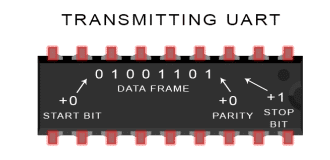 TRANSMITTING UART
0 1 0 0 1 1 0 1
DATA FRAME
+0
START BIT
+0
PARITY
+1
STOP
BIT